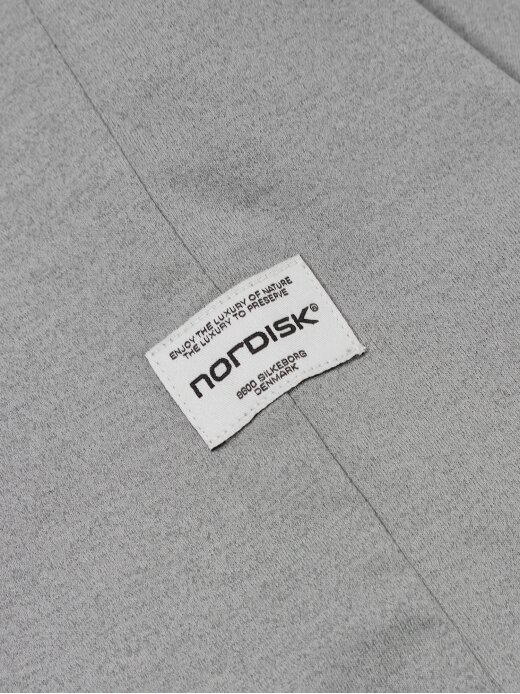 ENJOY THE LUXURY OF NATURE
THE LUXURY TO PRESERVE
nordisk®
8600 SILKEBORG
DENMARK